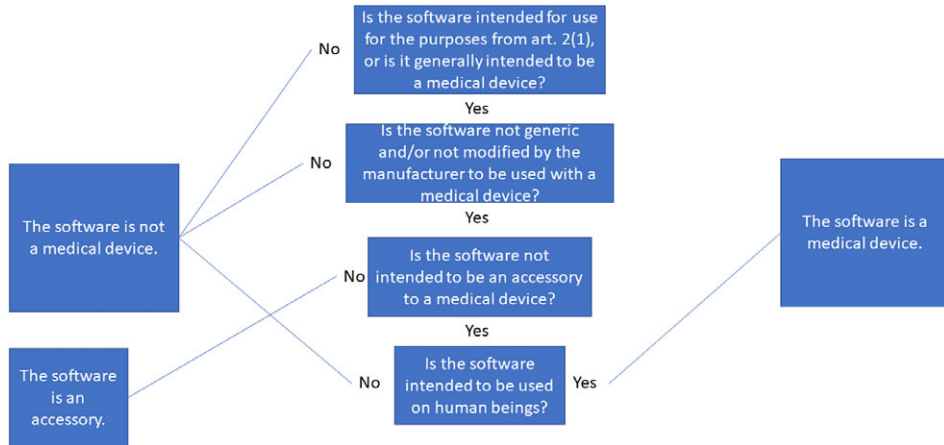 Is the software intended for use
for the purposes from art. 2(1),
or is it generally intended to be
a medical device?
No
Yes
Is the software not generic
and/or not modified by the
manufacturer to be used with a
medical device?
No
Yes
The software is not
a medical device.
The software is a
medical device.
Is the software not
intended to be an accessory
to a medical device?
No
Yes
The software
is an
accessory.
No
Is the software
intended to be used
on human beings?
Yes